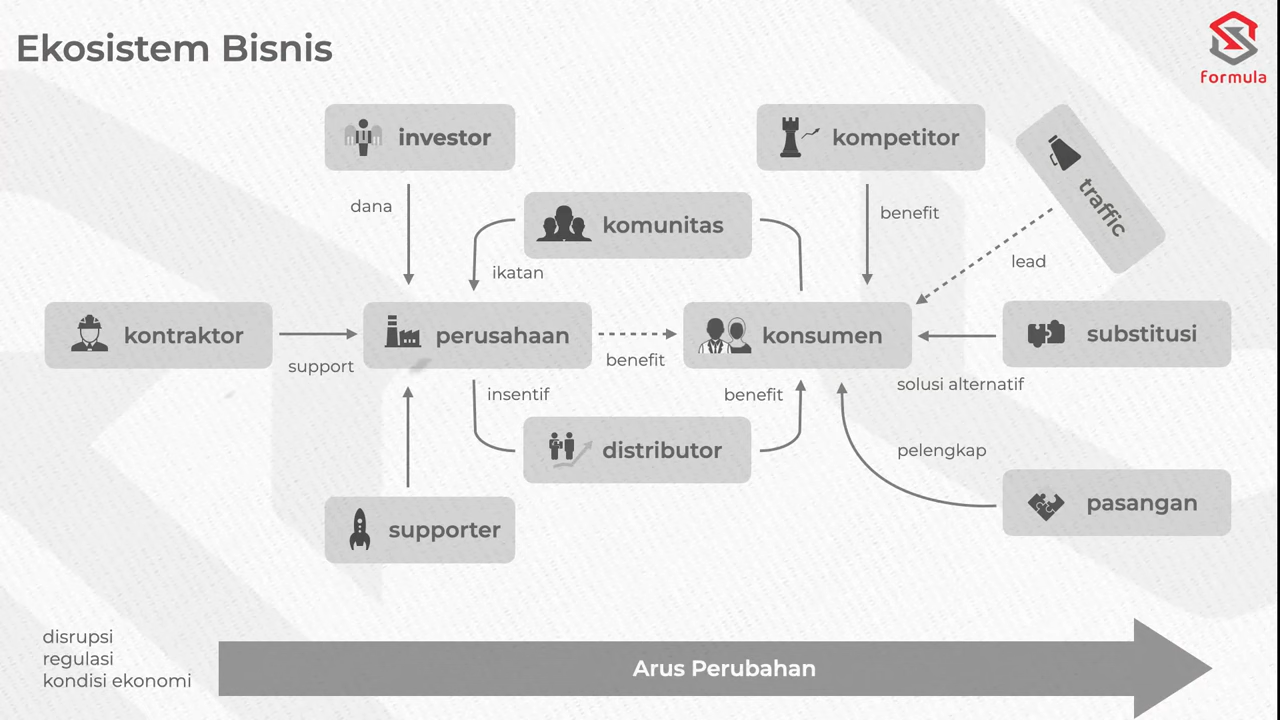 Ekosistem Bisnis
formula
investor
kompetitor
traffic
dana
komunitas
benefit
ikatan
lead
kontraktor
perusahaan
konsumen
substitusi
support
benefit
solusi alternatif
insentif
benefit
distributor
pelengkap
pasangan
supporter
disrupsi
regulasi
kondisi ekonomi
Arus Perubahan